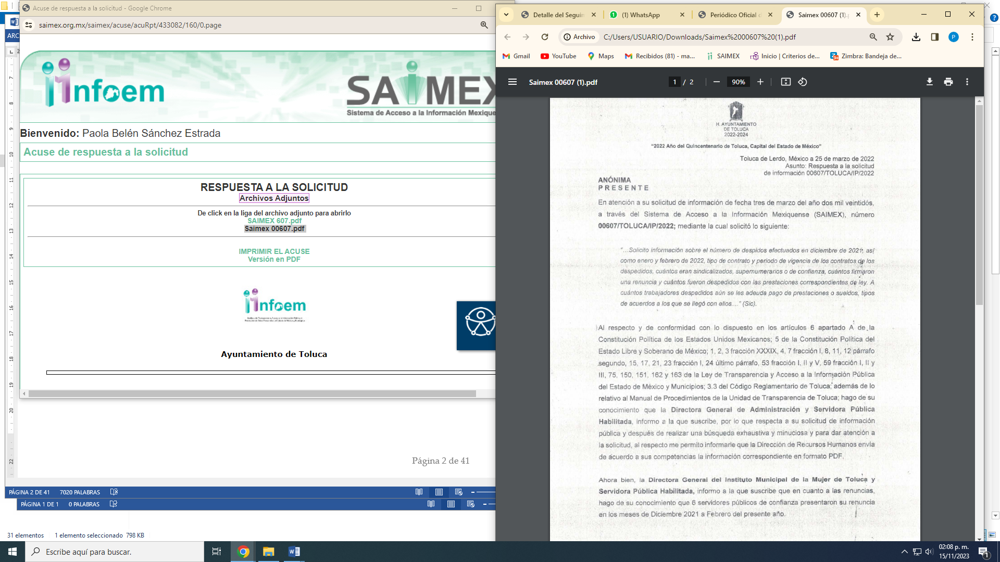 Acuse de respuesta a la solicitud - Google Chrome
saimex.org.mx/saimex/acuse/acuRpt/433082/160/0.page
ARC
infoem
SAIMEX
Sistema de Acceso a la Información Mexique
Bienvenido: Paola Belén Sánchez Estrada
Acuse de respuesta a la solicitud
RESPUESTA A LA SOLICITUD
Archivos Adjuntos
De click en la liga del archivo adjunto para abrirlo
SAIMEX 607.pdf
Saimex 00607.pdf
IMPRIMIR EL ACUSE
Versión en PDF
infoem
Ayuntamiento de Toluca
Página 2 de 41
PÁGINA 2 DE 41 7020 PALABRAS
PÁGINA 1 DE 1 0 PALABRAS
31 elementos 1 elemento seleccionado 798 KB
Escribe aquí para buscar.
Detalle del Seguin
(1) WhatsApp
Periódico Oficial d
Saimex 00607 (1).p
Archivo C:/Users/USUARIO/Downloads/Saimex%2000607%20(1).pdf
P
Gmail YouTube Maps Recibidos (81) - ma... SAIMEX Inicio | Criterios de... Zimbra: Bandeja de...
Saimex 00607 (1).pdf 1 / 2 90%
H. AYUNTAMIENTO
DE TOLUCA
2022-2024
"2022 Año del Quincentenario de Toluca, Capital del Estado de México"
Toluca de Lerdo, México a 25 de marzo de 2022
Asunto: Respuesta a la solicitud
de información 00607/TOLUCA/IP/2022
ANÓNIMA
P R E S E N T E
En atención a su solicitud de información de fecha tres de marzo del año dos mil veintidós,
a través del Sistema de Acceso a la Información Mexiquense (SAIMEX), número
00607/TOLUCA/IP/2022; mediante la cual solicitó lo siguiente:
"...Solicito información sobre el número de despidos efectuados en diciembre de 2021, así
como enero y febrero de 2022, tipo de contrato y periodo de vigencia de los contratos de los
despedidos, cuántos eran sindicalizados, supernumerarios o de confianza, cuántos firmaron
una renuncia y cuántos fueron despedidos con las prestaciones correspondientes de ley. A
cuántos trabajadores despedidos aún se les adeuda pago de prestaciones o sueldos, tipos
de acuerdos a los que se llegó con ellos...." (Sic).
Al respecto y de conformidad con lo dispuesto en los artículos 6 apartado A de la
Constitución Política de los Estados Unidos Mexicanos; 5 de la Constitución Política del
Estado Libre y Soberano de México; 1, 2, 3 fracción XXXIX, 4, 7 fracción I, 8, 11, 12 párrafo
segundo, 15, 17, 21, 23 fracción I, 24 último párrafo, 53 fracción I, II y V, 59 fracción I, II y
III, 75, 150, 151, 162 y 163 de la Ley de Transparencia y Acceso a la Información Pública
del Estado de México y Municipios; 3.3 del Código Reglamentario de Toluca; además de lo
relativo al Manual de Procedimientos de la Unidad de Transparencia de Toluca; hago de su
conocimiento que la Directora General de Administración y Servidora Pública
Habilitada, informo a la que suscribe, por lo que respecta a su solicitud de información
pública y después de realizar una búsqueda exhaustiva y minuciosa y para dar atención a
la solicitud, al respecto me permito informarle que la Dirección de Recursos Humanos envía
de acuerdo a sus competencias la información correspondiente en formato PDF.
Ahora bien, la Directora General del Instituto Municipal de la Mujer de Toluca y
Servidora Pública Habilitada, informo a la que suscribe que en cuanto a las renuncias,
hago de su conocimiento que 6 servidores públicos de confianza presentaron su renuncia
en los meses de Diciembre 2021 a Febrero del presente año.
02:08 p. m.
15/11/2023
1